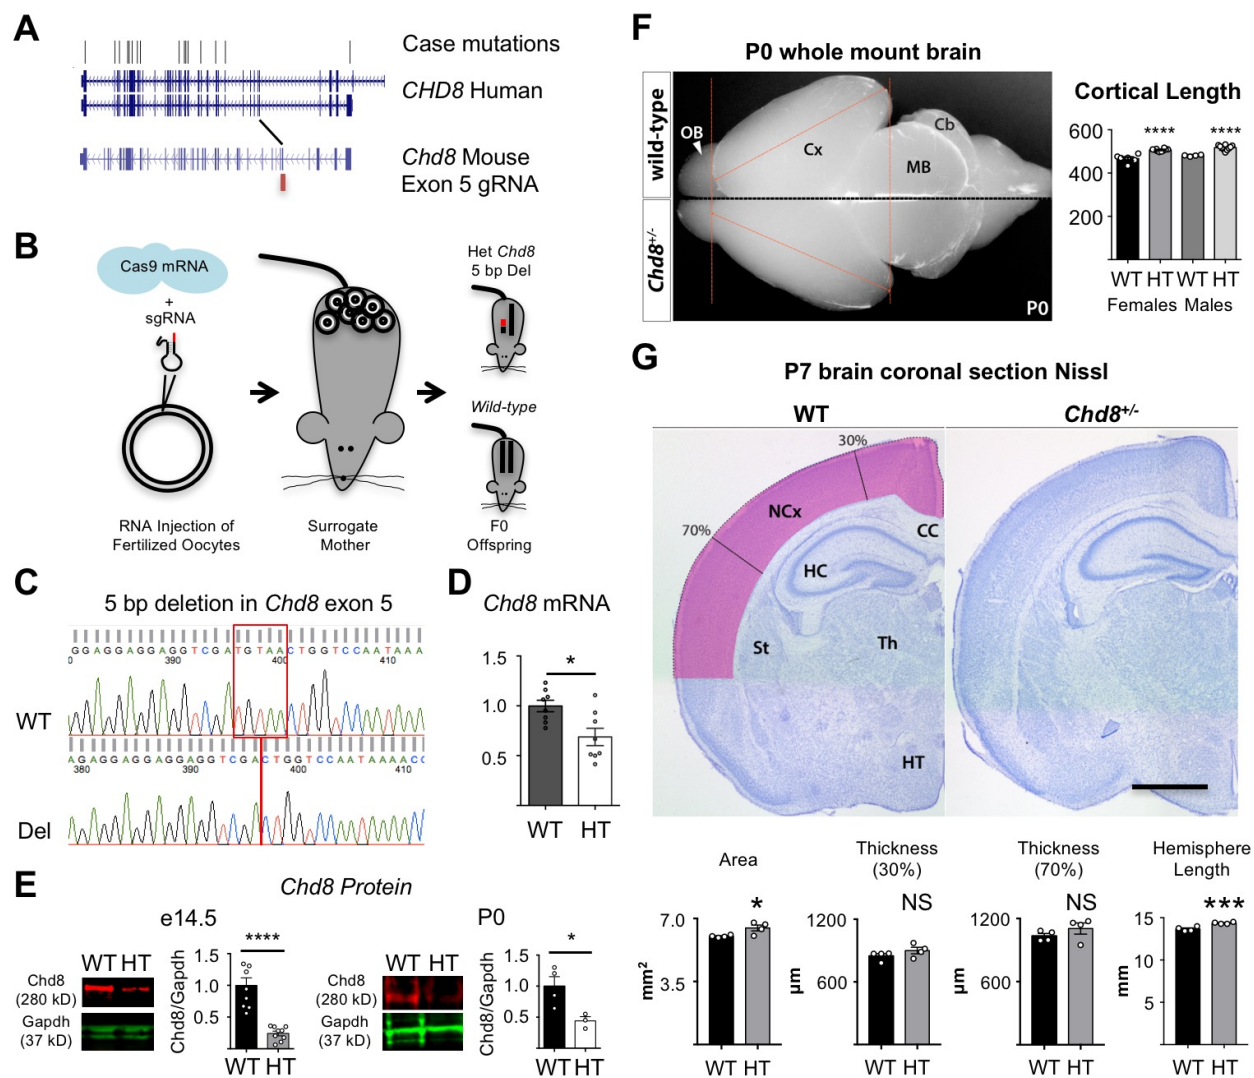 A
Case mutations
CHD8 Human
Chd8 Mouse
Exon 5 gRNA
B
Cas9 mRNA
+
sgRNA
Het Chd8
5 bp Del
Wild-type
RNA Injection of
Fertilized Oocytes
Surrogate
Mother
F0
Offspring
C
5 bp deletion in Chd8 exon 5
GGAGGAGGAGGTCGATGTAACTGGTCCAATAAA
0 390 400 410
WT
AGAGGAGGAGGAGGTCGACTGGTCCAATAAAACC
380 390 400 410
Del
D
Chd8 mRNA
1.5
1.0
0.5
*
WT HT
E
Chd8 Protein
e14.5
WT HT
Chd8
(280 kD)
Gapdh
(37 kD)
Chd8/Gapdh
1.5
1.0
0.5
****
WT HT
P0
WT HT
Chd8
(280 kD)
Gapdh
(37 kD)
Chd8/Gapdh
1.5
1.0
0.5
*
WT HT
F
P0 whole mount brain
wild-type
Chd8+/-
OB
Cx
MB
Cb
P0
Cortical Length
600
400
200
**** ****
WT HT WT HT
Females Males
G
P7 brain coronal section Nissl
WT
Chd8+/-
30%
70%
NCx
CC
HC
St
Th
HT
Area
mm2
7.0
3.5
*
WT HT
Thickness
(30%)
µm
1200
600
NS
WT HT
Thickness
(70%)
µm
1200
600
NS
WT HT
Hemisphere
Length
mm
15
10
5
***
WT HT